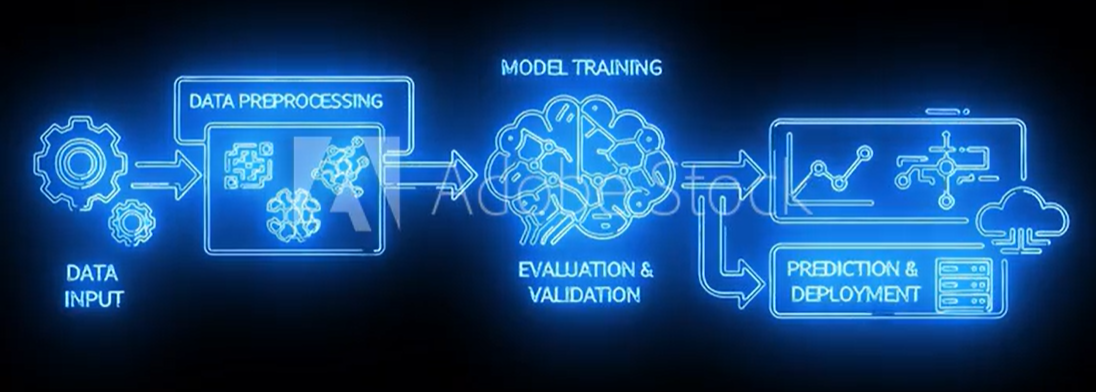 DATA PREPROCESSING
MODEL TRAINING
DATA
INPUT
EVALUATION &
VALIDATION
PREDICTION &
DEPLOYMENT
Adobe Stock